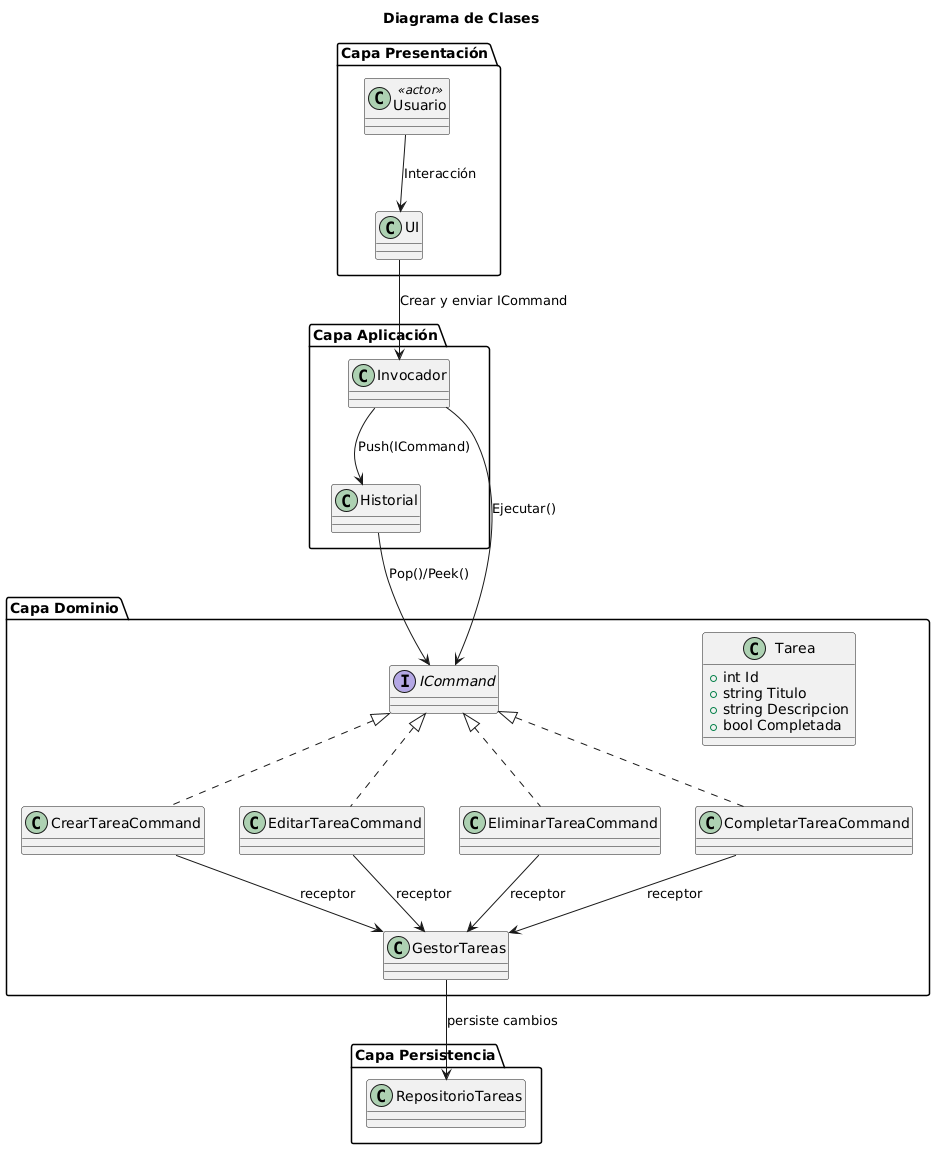 Diagrama de Clases
Capa Presentación
C
«actor»
Usuario
Interacción
C UI
Crear y enviar ICommand
Capa Aplicación
C Invocador
Push(ICommand)
C Historial
Ejecutar()
Pop()/Peek()
Capa Dominio
C Tarea
int Id
string Titulo
string Descripcion
bool Completada
I ICommand
C CrearTareaCommand
C EditarTareaCommand
C EliminarTareaCommand
C CompletarTareaCommand
receptor
receptor
receptor
receptor
C GestorTareas
persiste cambios
Capa Persistencia
C RepositorioTareas